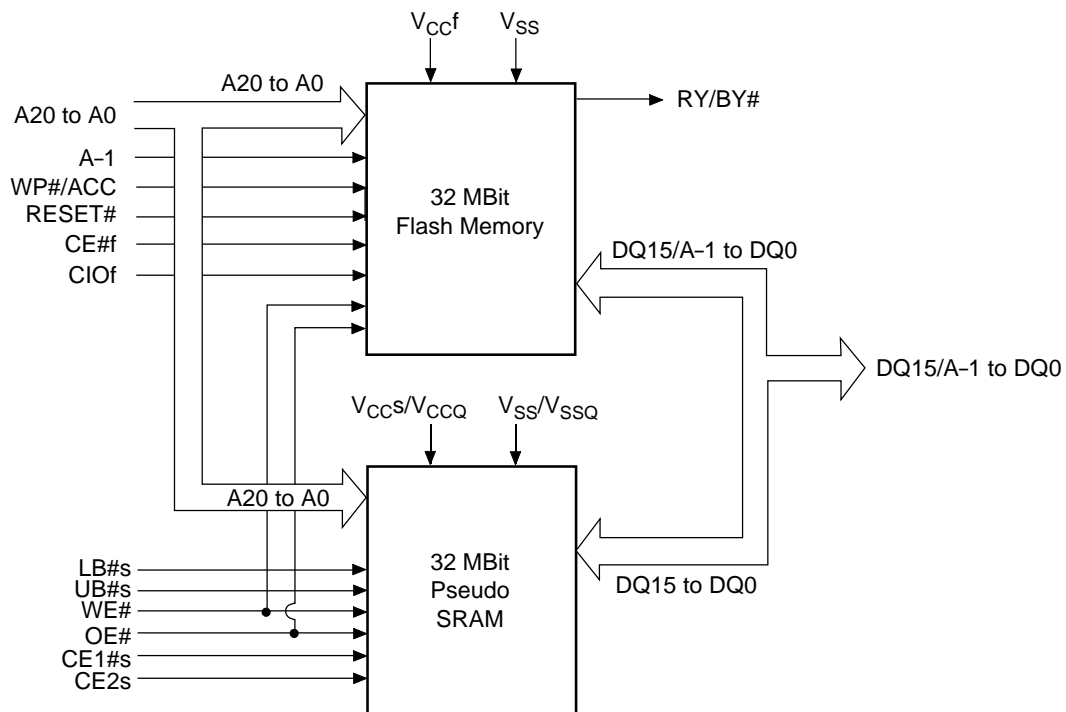 VCCf
VSS
A20 to A0
A20 to A0
RY/BY#
A–1
WP#/ACC
RESET#
CE#f
CIOf
32 MBit
Flash Memory
DQ15/A–1 to DQ0
DQ15/A–1 to DQ0
VCCs/VCCQ
VSS/VSSQ
A20 to A0
LB#s
UB#s
WE#
OE#
CE1#s
CE2s
32 MBit
Pseudo
SRAM
DQ15 to DQ0